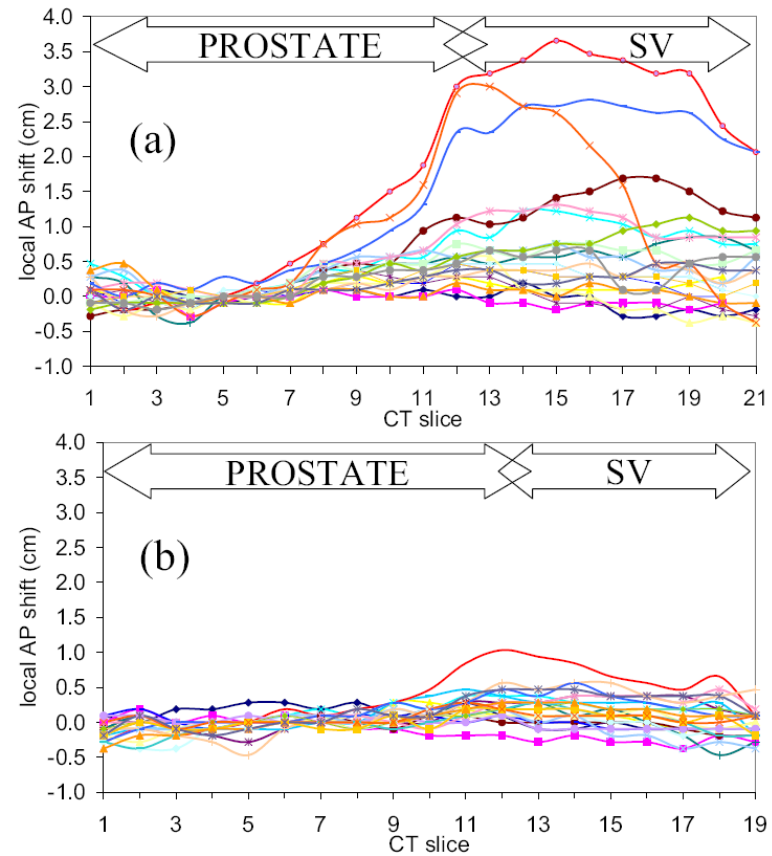 4.0
3.5
3.0
2.5
2.0
1.5
1.0
0.5
0.0
-0.5
-1.0
local AP shift (cm)
PROSTATE SV
(a)
1 3 5 7 9 11 13 15 17 19 21
CT slice
4.0
3.5
3.0
2.5
2.0
1.5
1.0
0.5
0.0
-0.5
-1.0
local AP shift (cm)
PROSTATE SV
(b)
1 3 5 7 9 11 13 15 17 19
CT slice